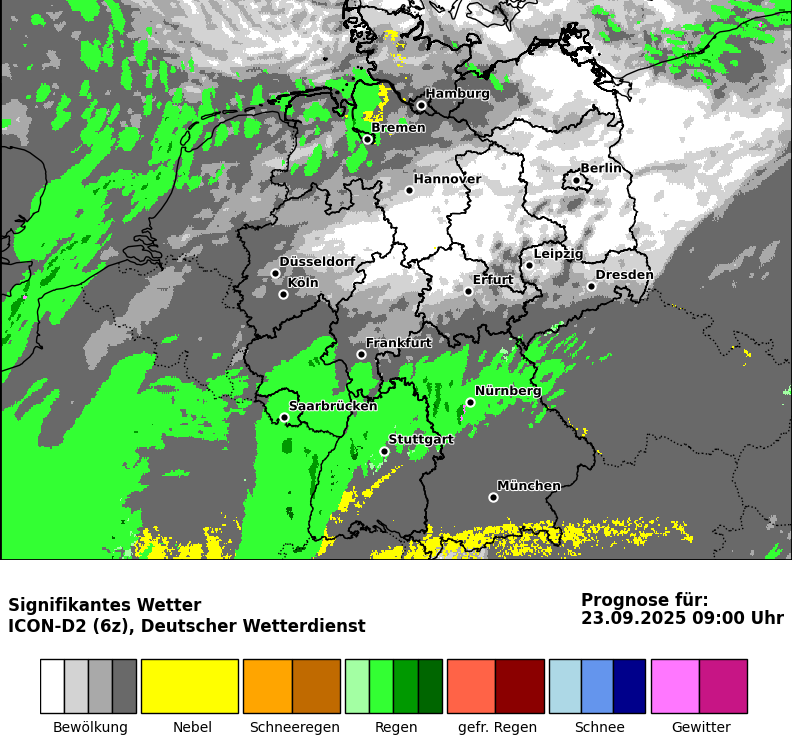 Hamburg
Bremen
Berlin
Hannover
Leipzig
Düsseldorf
Dresden
Köln
Erfurt
Frankfurt
Nürnberg
Saarbrücken
Stuttgart
München
Signifikantes Wetter
ICON-D2 (6z), Deutscher Wetterdienst
Prognose für:
23.09.2025 09:00 Uhr
Bewölkung Nebel Schneeregen Regen gefr. Regen Schnee Gewitter